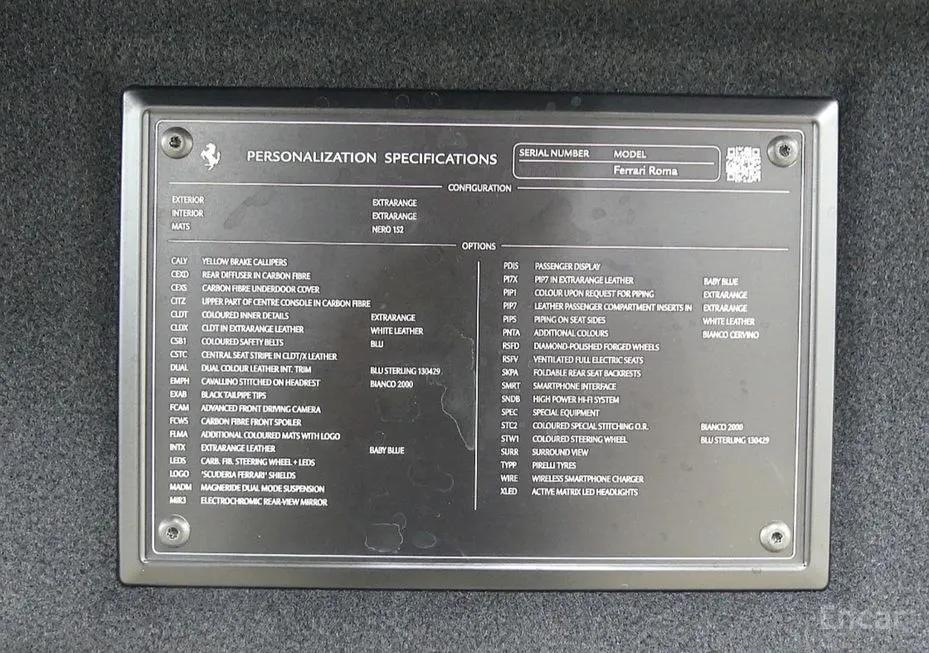 PERSONALIZATION SPECIFICATIONS
SERIAL NUMBER MODEL
Ferrari Roma
CONFIGURATION
EXTERIOR EXTRARANGE
INTERIOR EXTRARANGE
MATS NERO 152
OPTIONS
CALY YELLOW BRAKE CALLIPERS
CEXD REAR DIFFUSER IN CARBON FIBRE
CEXS CARBON FIBRE UNDERDOOR COVER
CITZ UPPER PART OF CENTRE CONSOLE IN CARBON FIBRE
CLDT COLOURED INNER DETAILS EXTRARANGE
CLDX CLDT IN EXTRARANGE LEATHER WHITE LEATHER
CSB1 COLOURED SAFETY BELTS BLU
CSTC CENTRAL SEAT STRIPE IN CLDT/X LEATHER
DUAL DUAL COLOUR LEATHER INT. TRIM BLU STERLING 130429
EMPH CAVALLINO STITCHED ON HEADREST BIANCO 2000
EXAB BLACK TAILPIPE TIPS
FCAM ADVANCED FRONT DRIVING CAMERA
FCWS CARBON FIBRE FRONT SPOILER
FLMA ADDITIONAL COLOURED MATS WITH LOGO
INTX EXTRARANGE LEATHER BABY BLUE
LEDS CARB. FIB. STEERING WHEEL + LEDS
LOGO 'SCUDERIA FERRARI' SHIELDS
MADM MAGNERIDE DUAL MODE SUSPENSION
MIR3 ELECTROCHROMIC REAR-VIEW MIRROR
PDIS PASSENGER DISPLAY
PI7X PIP7 IN EXTRARANGE LEATHER BABY BLUE
PIP1 COLOUR UPON REQUEST FOR PIPING EXTRARANGE
PIP7 LEATHER PASSENGER COMPARTMENT INSERTS IN EXTRARANGE
PIPS PIPING ON SEAT SIDES WHITE LEATHER
PNTA ADDITIONAL COLOURS BIANCO CERVINO
RSFD DIAMOND-POLISHED FORGED WHEELS
RSFV VENTILATED FULL ELECTRIC SEATS
SKPA FOLDABLE REAR SEAT BACKRESTS
SMRT SMARTPHONE INTERFACE
SNDB HIGH POWER HI-FI SYSTEM
SPEC SPECIAL EQUIPMENT
STC2 COLOURED SPECIAL STITCHING O.R. BIANCO 2000
STW1 COLOURED STEERING WHEEL BLU STERLING 130429
SURR SURROUND VIEW
TYPP PIRELLI TYRES
WIRE WIRELESS SMARTPHONE CHARGER
XLED ACTIVE MATRIX LED HEADLIGHTS
Encar